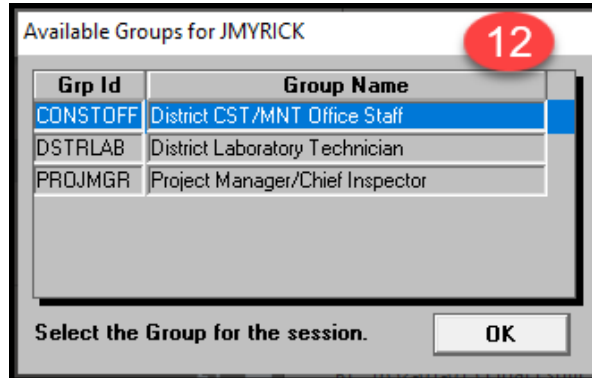 Available Groups for JMYRICK
12
Grp Id Group Name
CONSTOFF District CST/MNT Office Staff
DSTRLAB District Laboratory Technician
PROJMGR Project Manager/Chief Inspector
Select the Group for the session. OK